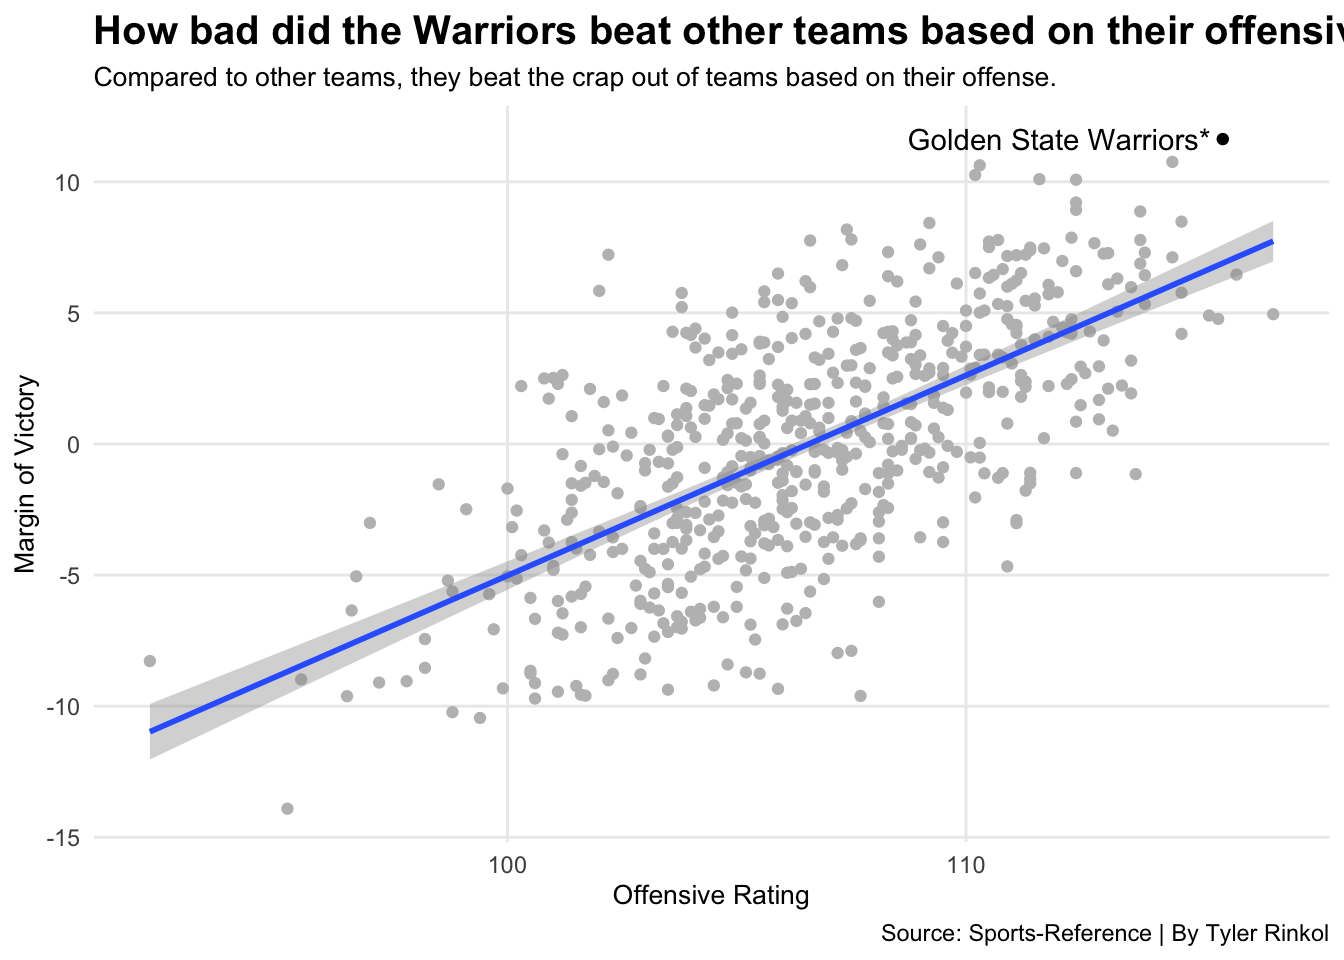 How bad did the Warriors beat other teams based on their offensiv
Compared to other teams, they beat the crap out of teams based on their offense.
Golden State Warriors*
10
5
0
-5
-10
-15
Margin of Victory
100
110
Offensive Rating
Source: Sports-Reference | By Tyler Rinkol